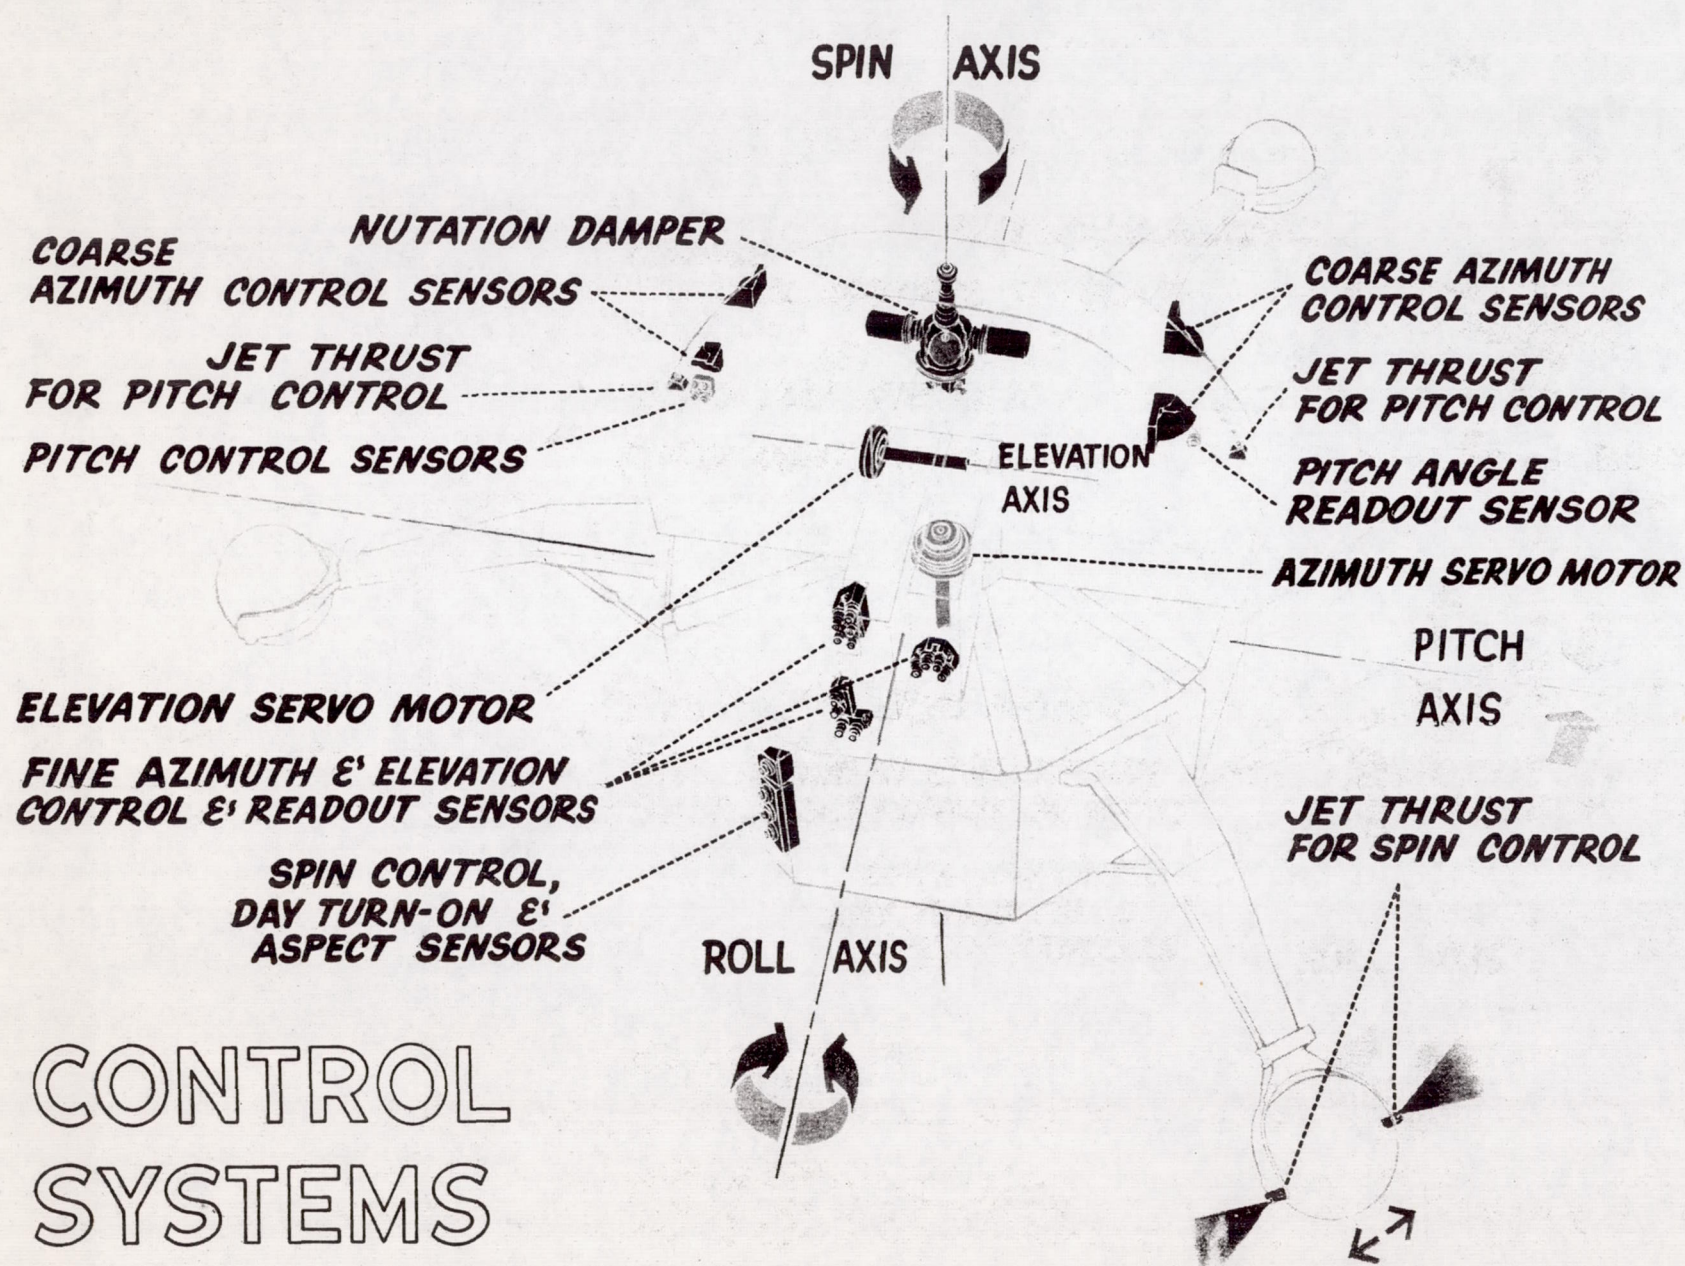 SPIN AXIS
NUTATION DAMPER
COARSE
AZIMUTH CONTROL SENSORS
JET THRUST
FOR PITCH CONTROL
PITCH CONTROL SENSORS
COARSE AZIMUTH
CONTROL SENSORS
JET THRUST
FOR PITCH CONTROL
PITCH ANGLE
READOUT SENSOR
ELEVATION
AXIS
AZIMUTH SERVO MOTOR
PITCH
AXIS
ELEVATION SERVO MOTOR
FINE AZIMUTH & ELEVATION
CONTROL & READOUT SENSORS
SPIN CONTROL,
DAY TURN-ON &
ASPECT SENSORS
JET THRUST
FOR SPIN CONTROL
ROLL AXIS
CONTROL
SYSTEMS